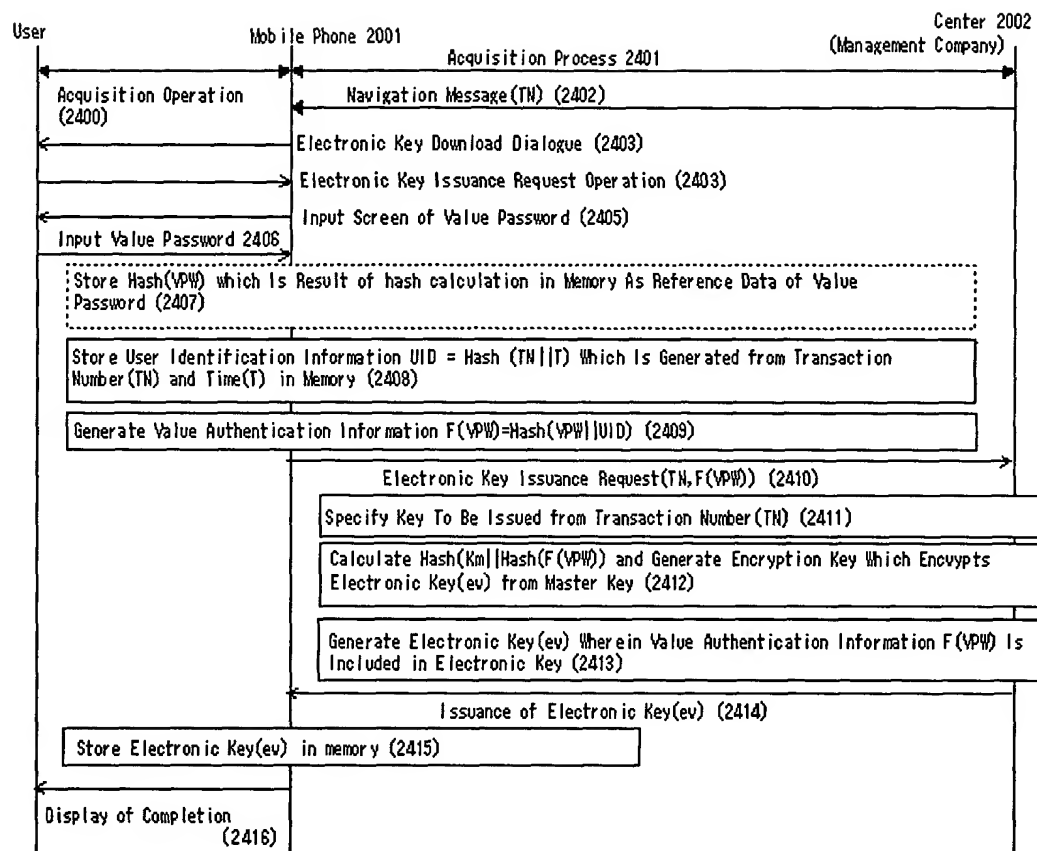 User
Mobile Phone 2001
Center 2002
(Management Company)
Acquisition Process 2401
Acquisition Operation
(2400)
Navigation Message(TN) (2402)
Electronic Key Download Dialogue (2403)
Electronic Key Issuance Request Operation (2403)
Input Screen of Value Password (2405)
Input Value Password 2406
Store Hash(VPW) which Is Result of hash calculation in Memory As Reference Data of Value
Password (2407)
Store User Identification Information UID = Hash (TN||T) Which Is Generated from Transaction
Number(TN) and Time(T) in Memory (2408)
Generate Value Authentication Information F(VPW)=Hash(VPW||UID) (2409)
Electronic Key Issuance Request(TN,F(VPW)) (2410)
Specify Key To Be Issued from Transaction Number(TN) (2411)
Calculate Hash(Km||Hash(F(VPW)) and Generate Encryption Key Which Encvypts
Electronic Key(ev) from Master Key (2412)
Generate Electronic Key(ev) Wherein Value Authentication Information F(VPW) Is
Included in Electronic Key (2413)
Issuance of Electronic Key(ev) (2414)
Store Electronic Key(ev) in memory (2415)
Display of Completion
(2416)